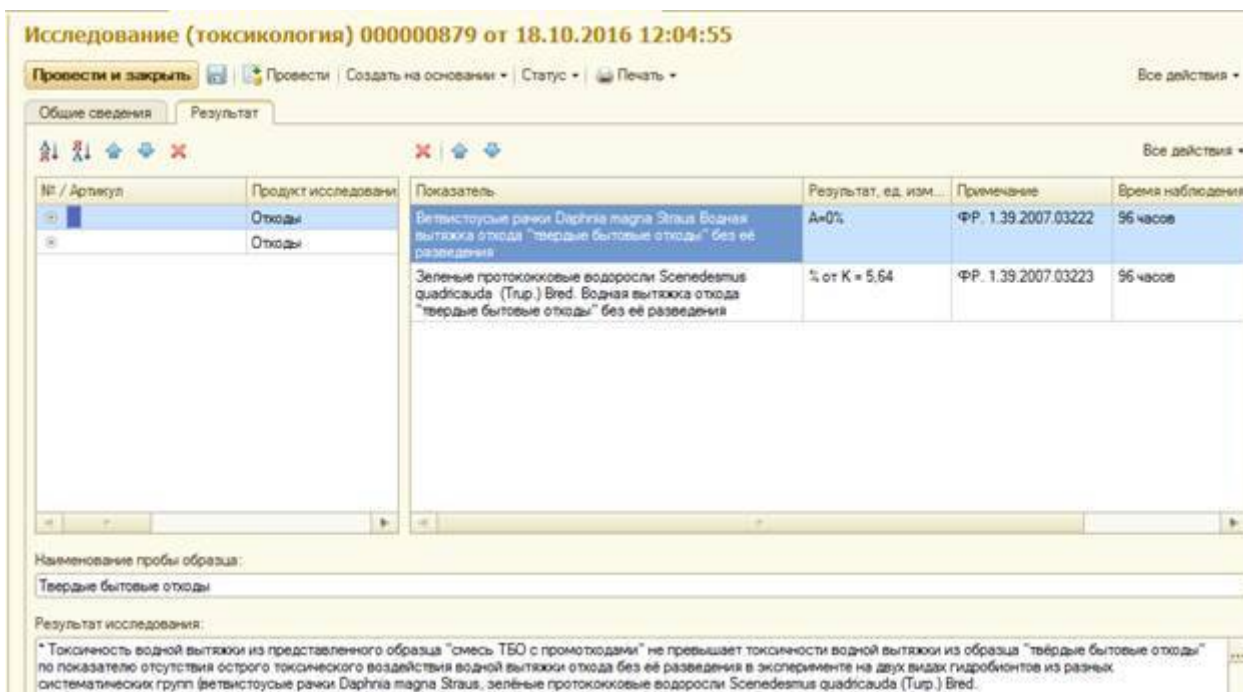 Исследование (токсикология) 000000879 от 18.10.2016 12:04:55
Провести и закрыть Провести Создать на основании Статус Печать Все действия
Общие сведения Результат
Все действия
№ / Артикул Продукт исследовани Показатель Результат, ед. изм... Примечание Время наблюдения
Отходы Ветвистоусые рачки Daphnia magna Straus Водная A=0% ФР. 1.39.2007.03222 96 часов
вытяжка отхода "твердые бытовые отходы" без её
разведения
Отходы
Зеленые протококковые водоросли Scenedesmus % от К = 5,64 ФР. 1.39.2007.03223 96 часов
quadricauda (Trup.) Bred. Водная вытяжка отхода
"твердые бытовые отходы" без её разведения
Наименование пробы образца:
Твердые бытовые отходы
Результат исследования:
* Токсичность водной вытяжки из представленного образца "смесь ТБО с промотходами" не превышает токсичности водной вытяжки из образца "твёрдые бытовые отходы" ...
по показателю отсутствия острого токсического воздействия водной вытяжки отхода без её разведения в эксперименте на двух видах гидробионтов из разных
систематических групп (ветвистоусые рачки Daphnia magna Straus, зелёные протококковые водоросли Scenedesmus quadricauda (Turp.) Bred.